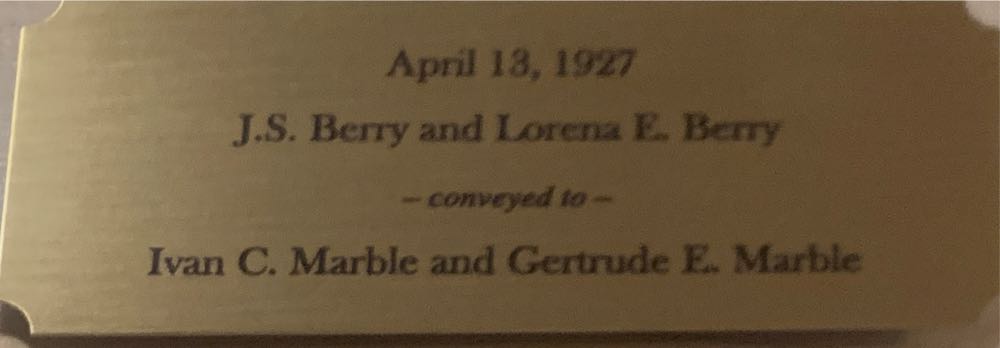 April 13, 1927
J.S. Berry and Lorena E. Berry
– conveyed to –
Ivan C. Marble and Gertrude E. Marble